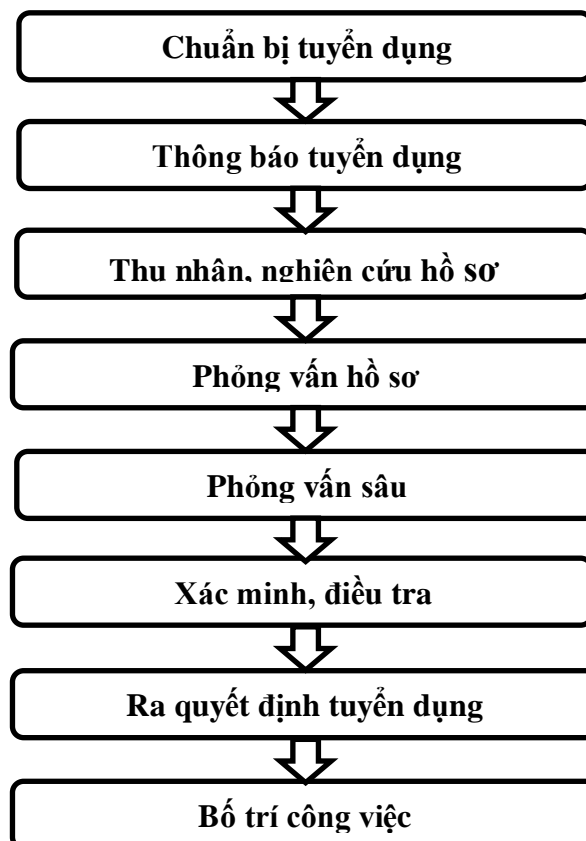 Chuẩn bị tuyển dụng
Thông báo tuyển dụng
Thu nhân, nghiên cứu hồ sơ
Phỏng vấn hồ sơ
Phỏng vấn sâu
Xác minh, điều tra
Ra quyết định tuyển dụng
Bố trí công việc